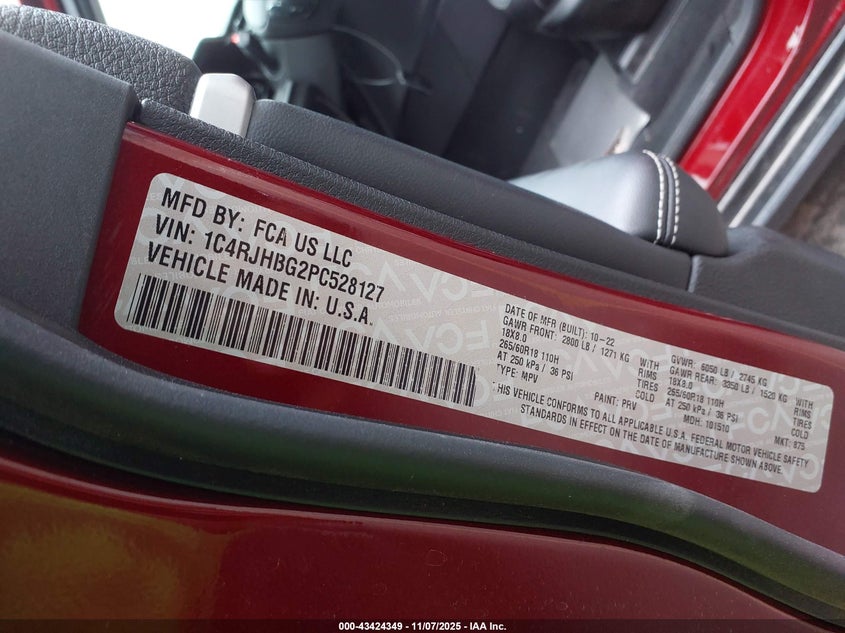 MFD BY: FCA US LLC
VIN: 1C4RJHBG2PC528127
VEHICLE MADE IN: U.S.A.
DATE OF MFR (BUILT): 10-22
GAWR FRONT: 2800 LB / 1271 KG WITH
18X8.0 RIMS
265/60R18 110H TIRES
AT 250 kPa / 36 PSI COLD
TYPE: MPV PAINT: PRV
GVWR: 6050 LB / 2745 KG
GAWR REAR: 3350 LB / 1520 KG WITH
18X8.0 RIMS
265/60R18 110H TIRES
AT 250 kPa / 36 PSI COLD
MDH: 101510 MKT: 875
THIS VEHICLE CONFORMS TO ALL APPLICABLE U.S.A. FEDERAL MOTOR VEHICLE SAFETY
STANDARDS IN EFFECT ON THE DATE OF MANUFACTURE SHOWN ABOVE.
FCA
000-43424349 - 11/07/2025 - IAA Inc.